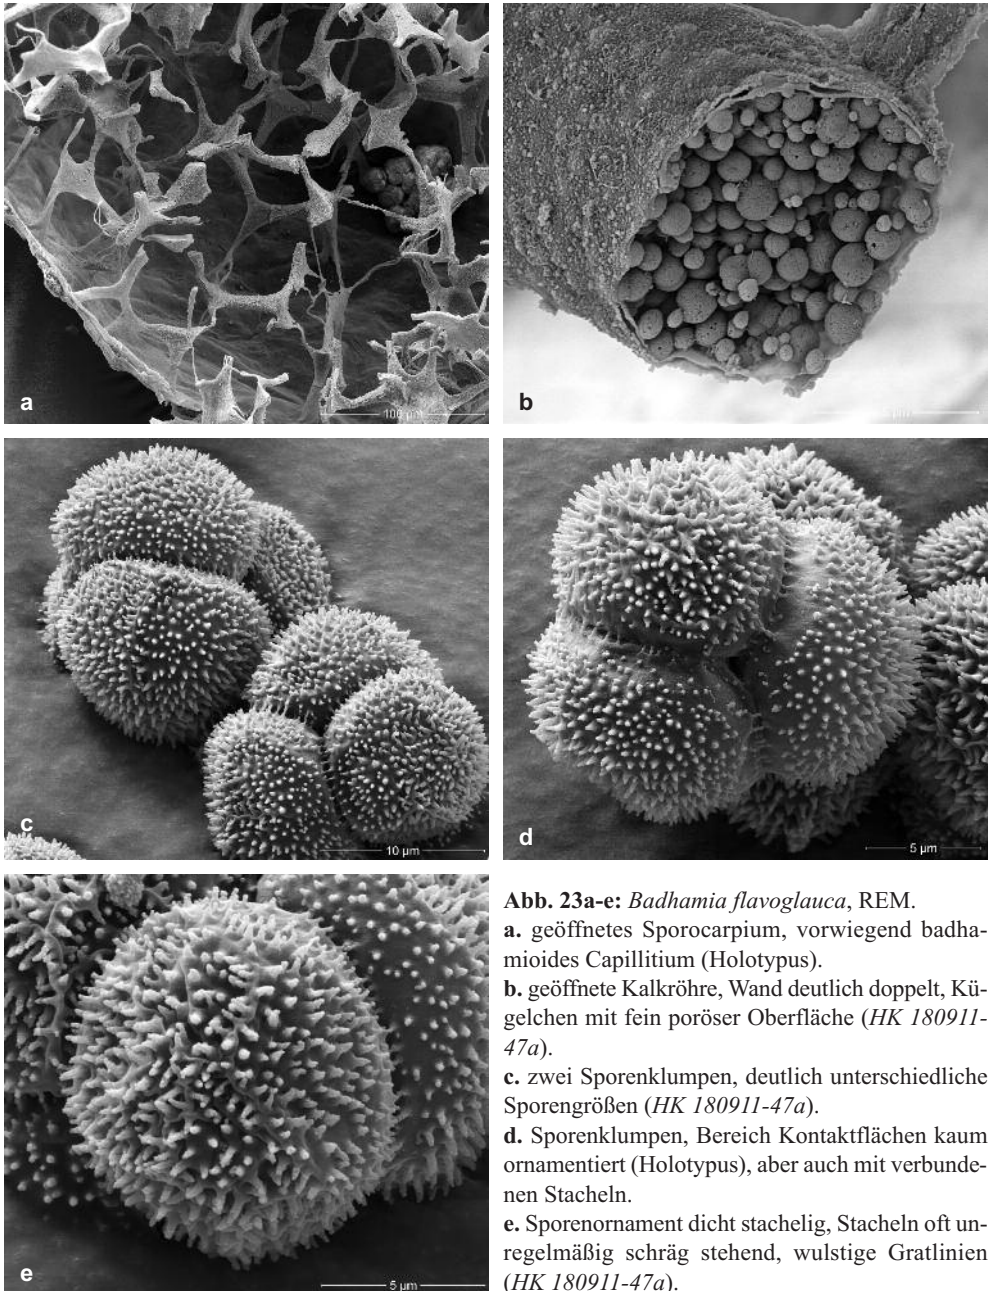 a
100 µm
b
c
10 µm
d
5 µm
e
5 µm
Abb. 23a-e: Badhamia flavoglauca, REM.
a. geöffnetes Sporocarpium, vorwiegend badha-
mioides Capillitium (Holotypus).
b. geöffnete Kalkröhre, Wand deutlich doppelt, Kü-
gelchen mit fein poröser Oberfläche (HK 180911-
47a).
c. zwei Sporenklumpen, deutlich unterschiedliche
Sporengrößen (HK 180911-47a).
d. Sporenklumpen, Bereich Kontaktflächen kaum
ornamentiert (Holotypus), aber auch mit verbunde-
nen Stacheln.
e. Sporenornament dicht stachelig, Stacheln oft un-
regelmäßig schräg stehend, wulstige Gratlinien
(HK 180911-47a).